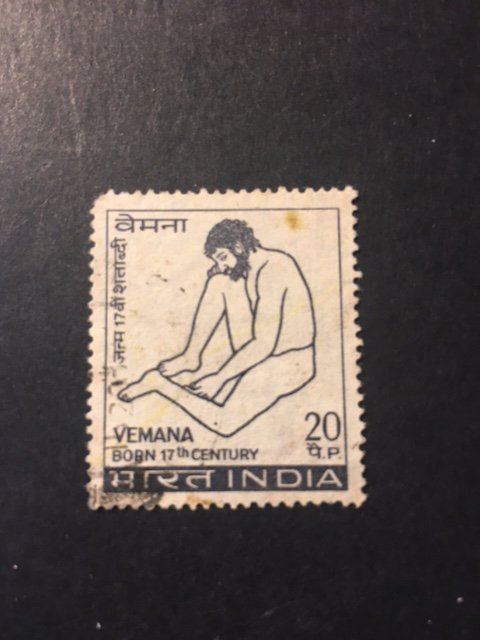 वेमना
जन्म 17वीं शताब्दी
VEMANA
BORN 17th CENTURY
20
पै. P.
भारत INDIA